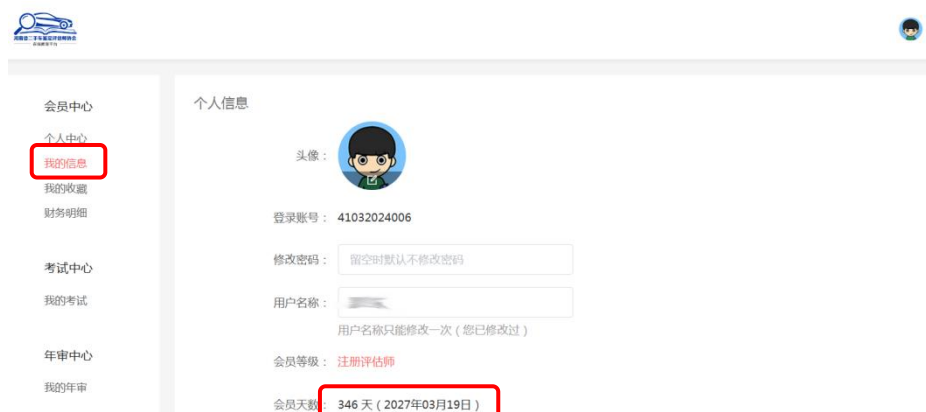 会员中心
个人中心
我的信息
我的收藏
财务明细
考试中心
我的考试
年审中心
我的年审
个人信息
头像：
登录账号： 41032024006
修改密码： 留空时默认不修改密码
用户名称：
用户名称只能修改一次（您已修改过）
会员等级： 注册评估师
会员天数： 346 天（2027年03月19日）